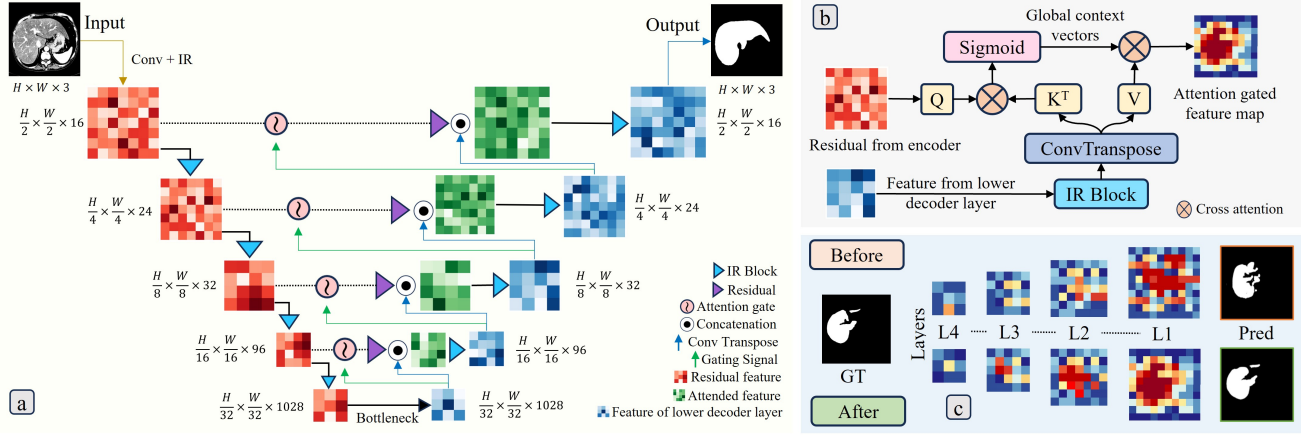 Input
Output
Conv + IR
H × W × 3
H × W × 3
H/2 × W/2 × 16
H/2 × W/2 × 16
H/4 × W/4 × 24
H/4 × W/4 × 24
H/8 × W/8 × 32
H/8 × W/8 × 32
H/16 × W/16 × 96
H/16 × W/16 × 96
H/32 × W/32 × 1028
Bottleneck
H/32 × W/32 × 1028
IR Block
Residual
Attention gate
Concatenation
Conv Transpose
Gating Signal
Residual feature
Attended feature
Feature of lower decoder layer
a
b
Sigmoid
Global context
vectors
Q
K^T
V
Attention gated
feature map
Residual from encoder
ConvTranspose
Feature from lower
decoder layer
IR Block
Cross attention
Before
GT
After
Layers
L4
L3
L2
L1
Pred
c